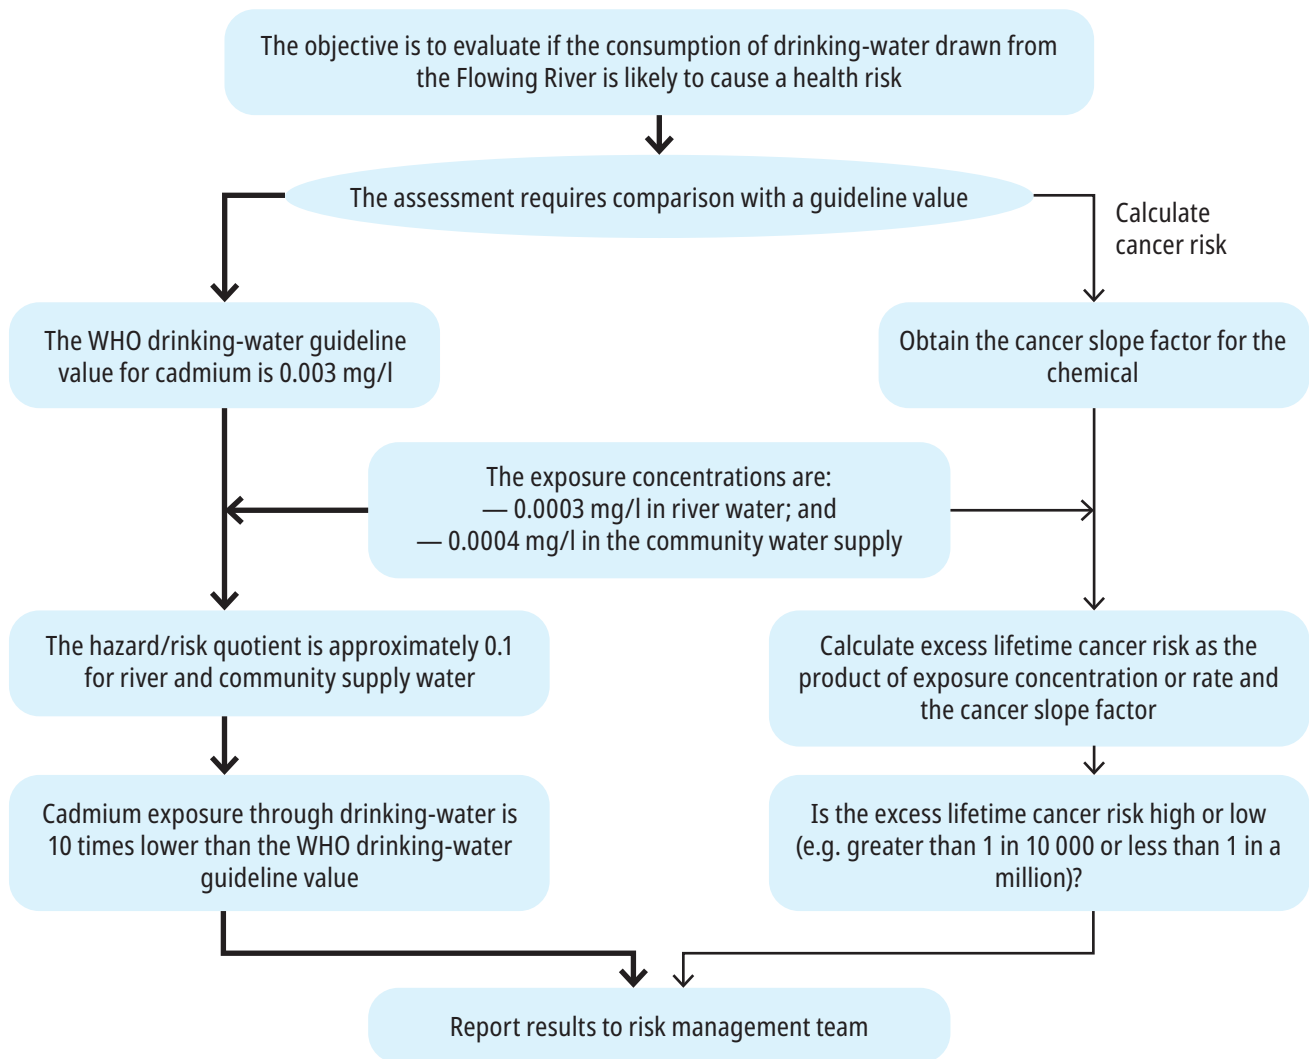 The objective is to evaluate if the consumption of drinking-water drawn from
the Flowing River is likely to cause a health risk
The assessment requires comparison with a guideline value
Calculate
cancer risk
The WHO drinking-water guideline
value for cadmium is 0.003 mg/l
Obtain the cancer slope factor for the
chemical
The exposure concentrations are:
— 0.0003 mg/l in river water; and
— 0.0004 mg/l in the community water supply
The hazard/risk quotient is approximately 0.1
for river and community supply water
Calculate excess lifetime cancer risk as the
product of exposure concentration or rate and
the cancer slope factor
Cadmium exposure through drinking-water is
10 times lower than the WHO drinking-water
guideline value
Is the excess lifetime cancer risk high or low
(e.g. greater than 1 in 10 000 or less than 1 in a
million)?
Report results to risk management team